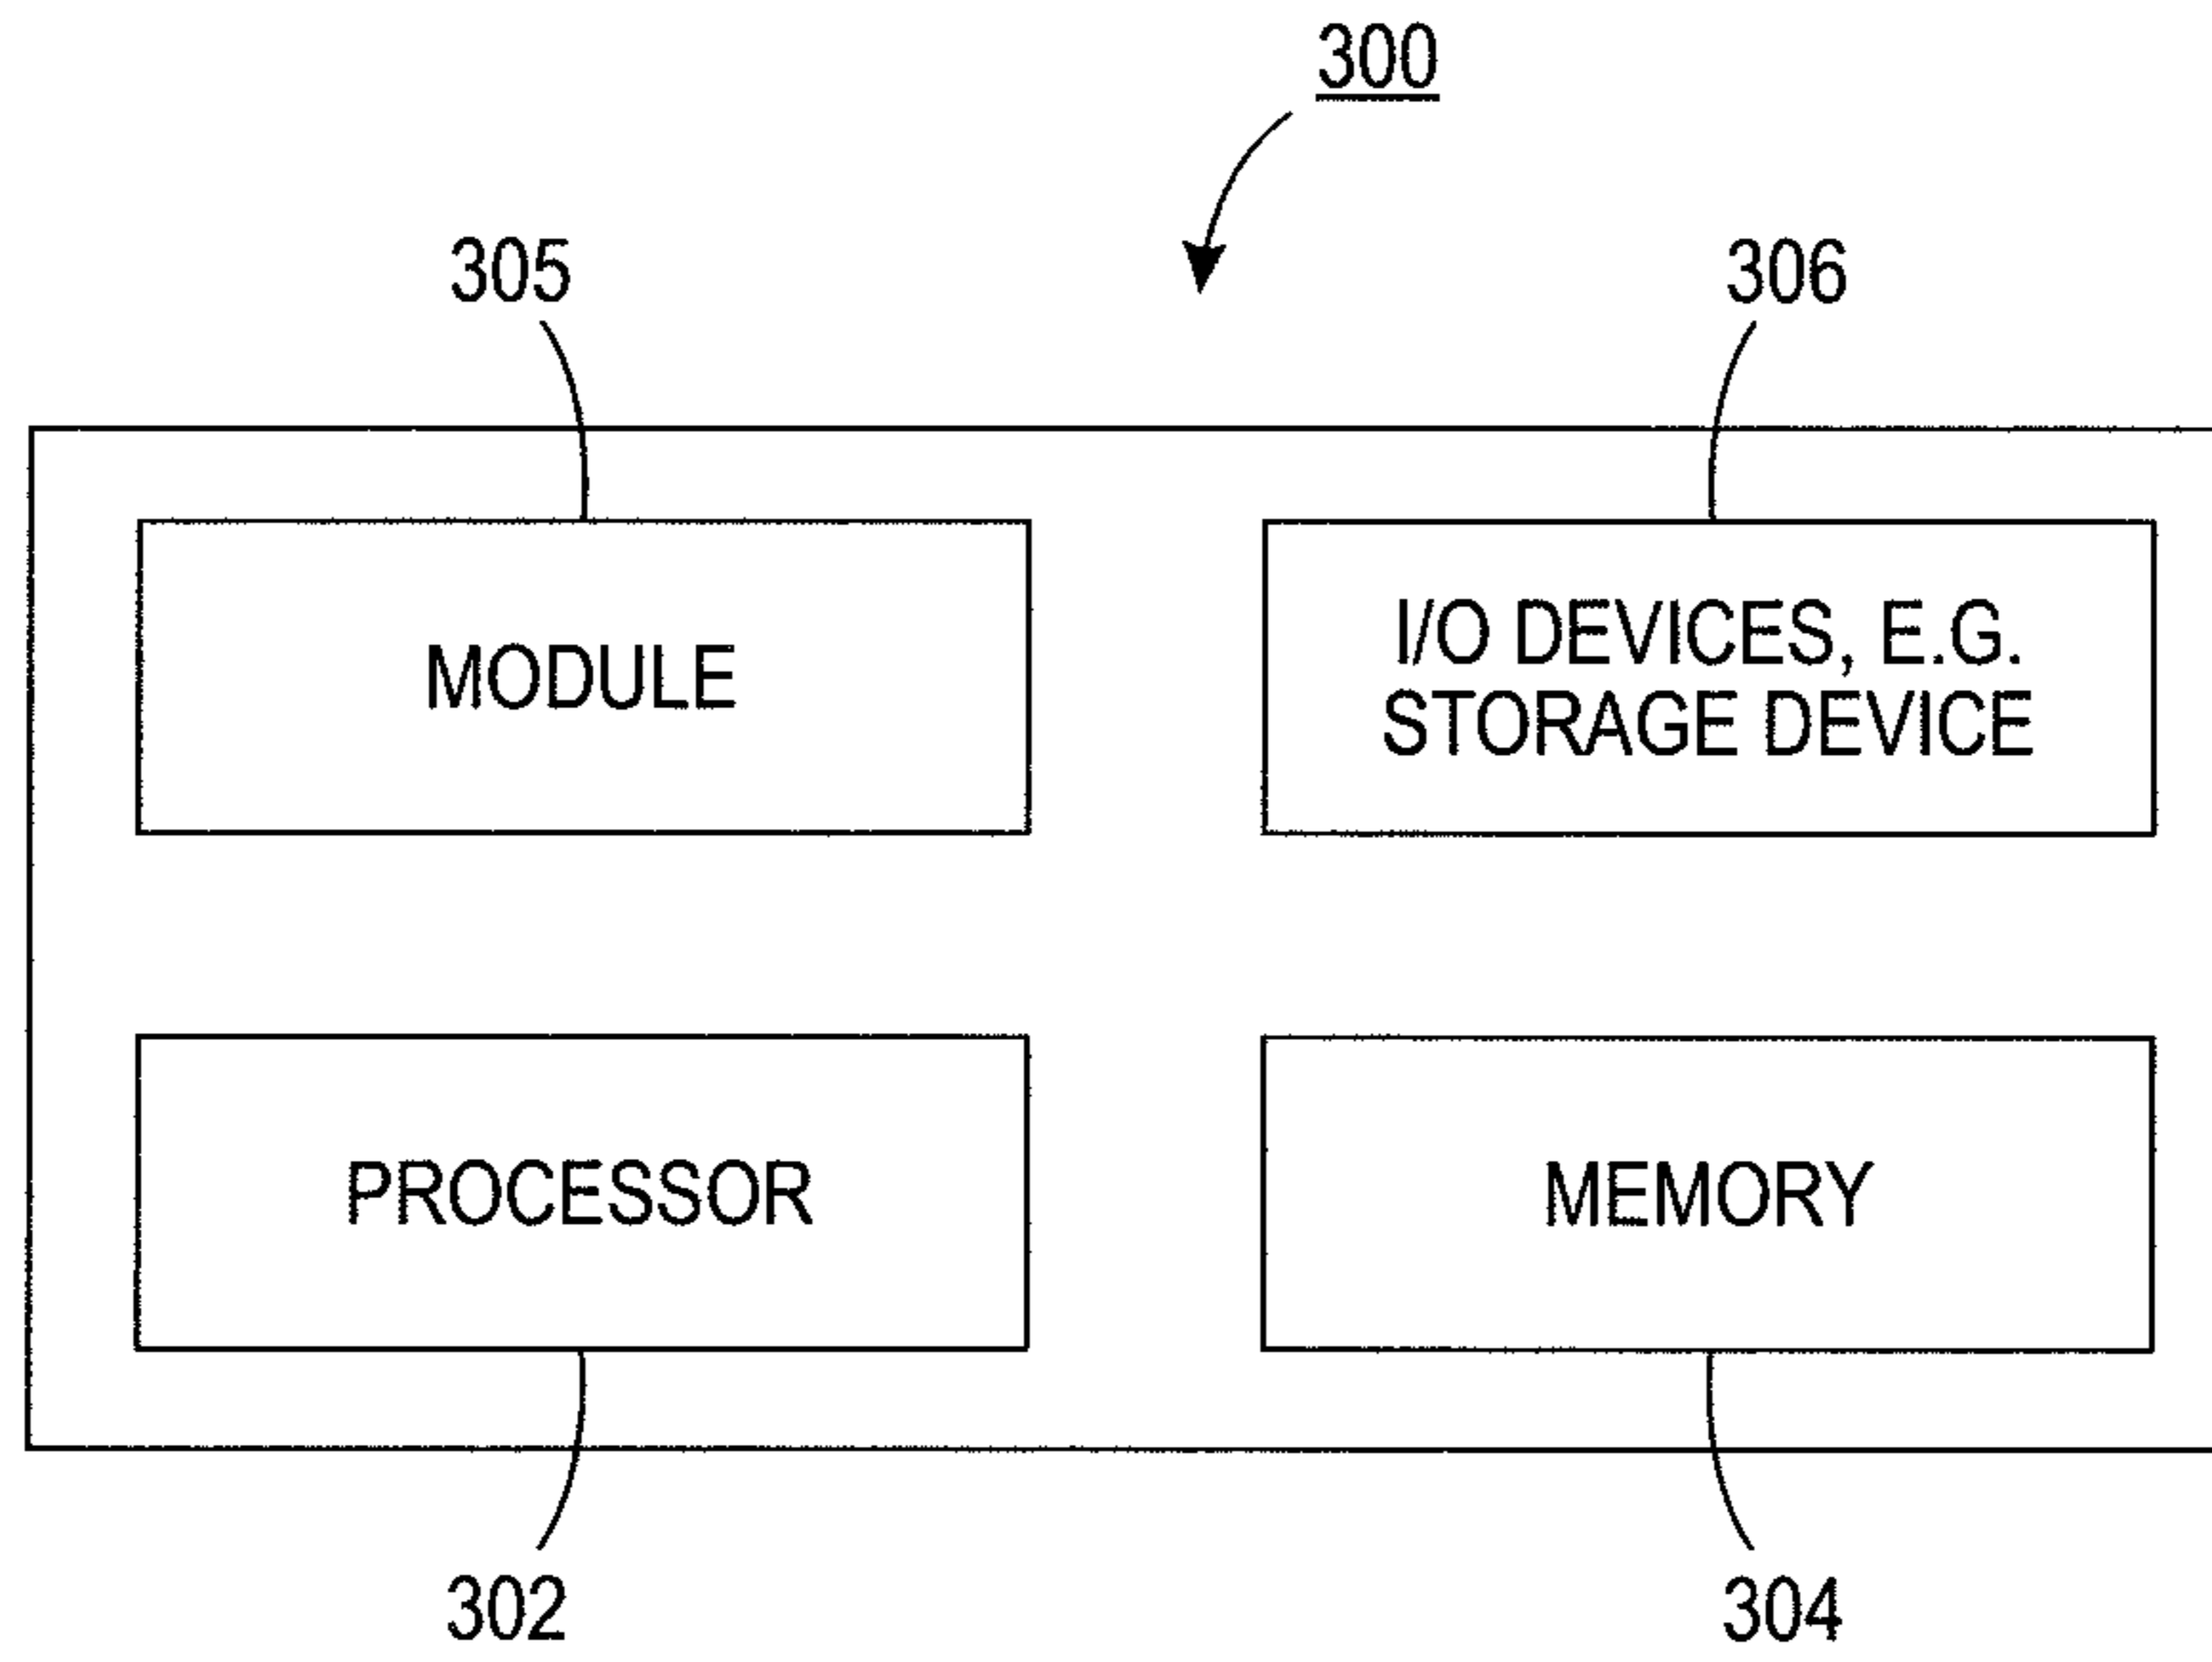 300
305
306
MODULE
I/O DEVICES, E.G.
STORAGE DEVICE
PROCESSOR
MEMORY
302
304